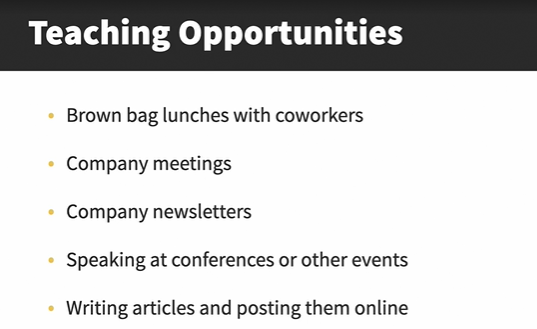 Teaching Opportunities
• Brown bag lunches with coworkers
• Company meetings
• Company newsletters
• Speaking at conferences or other events
• Writing articles and posting them online